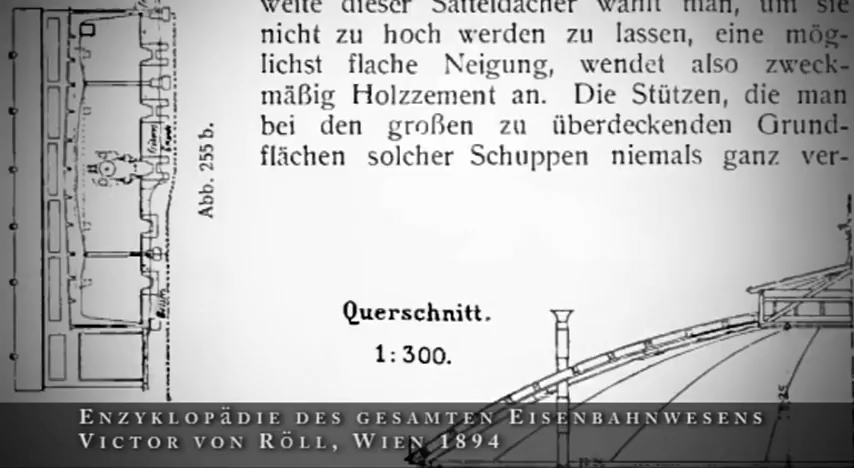 weite dieser Satteldächer wählt man, um sie
nicht zu hoch werden zu lassen, eine mög-
lichst flache Neigung, wendet also zweck-
mäßig Holzzement an. Die Stützen, die man
bei den großen zu überdeckenden Grund-
flächen solcher Schuppen niemals ganz ver-
Abb. 255 b.
Querschnitt.
1:300.
ENZYKLOPäDIE DES GESAMTEN EISENBAHNWESENS
VICTOR VON RÖLL, WIEN 1894